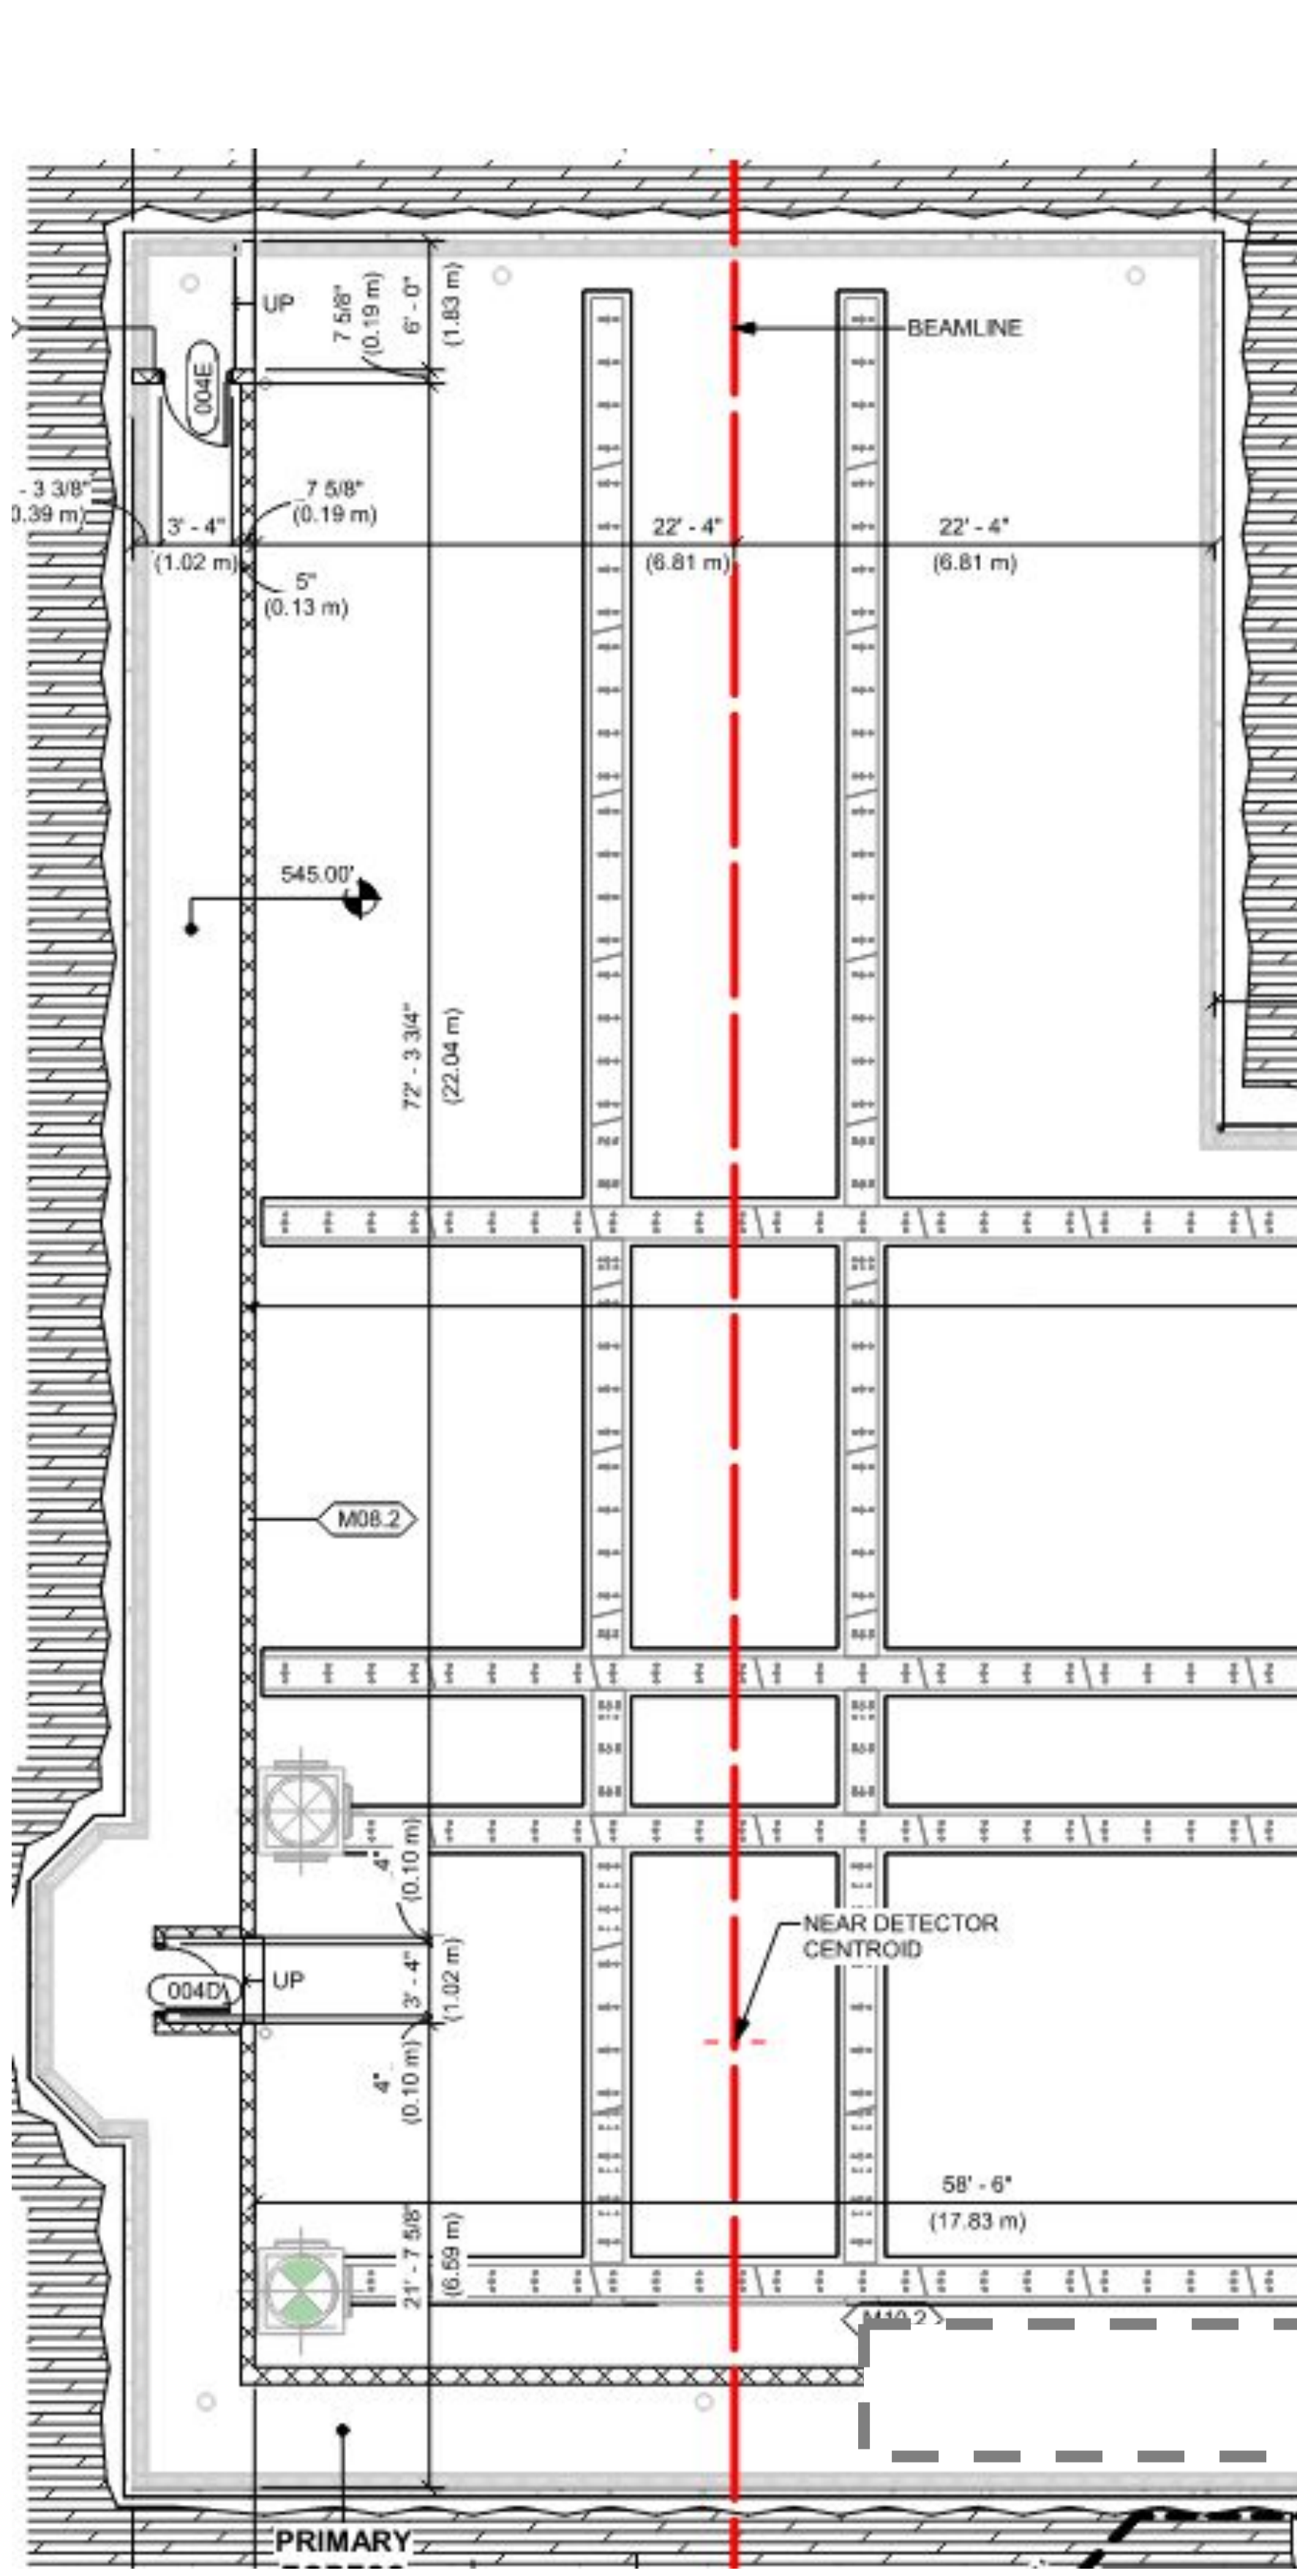 UP
7 5/8"
(0.19 m)
6' - 0"
(1.83 m)
BEAMLINE
004E
- 3 3/8"
0.39 m)
7 5/8"
(0.19 m)
3' - 4"
(1.02 m)
5"
(0.13 m)
22' - 4"
(6.81 m)
22' - 4"
(6.81 m)
545.00'
72' - 3 3/4"
(22.04 m)
M08.2
4"
(0.10 m)
NEAR DETECTOR
CENTROID
004D
UP
3' - 4"
(1.02 m)
4"
(0.10 m)
58' - 6"
(17.83 m)
21' - 7 5/8"
(6.59 m)
PRIMARY